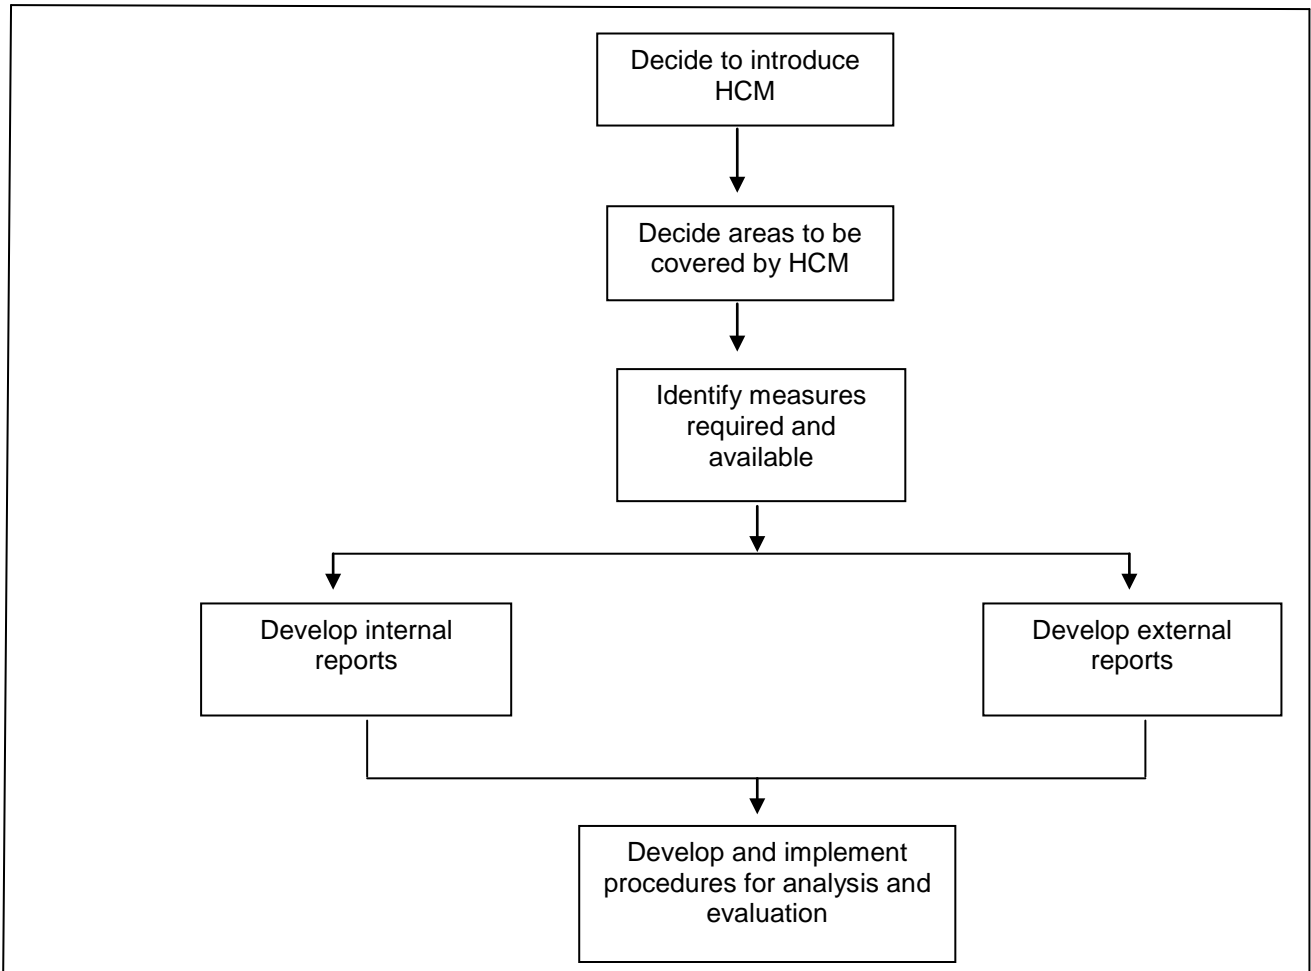 Decide to introduce
HCM
Decide areas to be
covered by HCM
Identify measures
required and
available
Develop internal
reports
Develop external
reports
Develop and implement
procedures for analysis and
evaluation